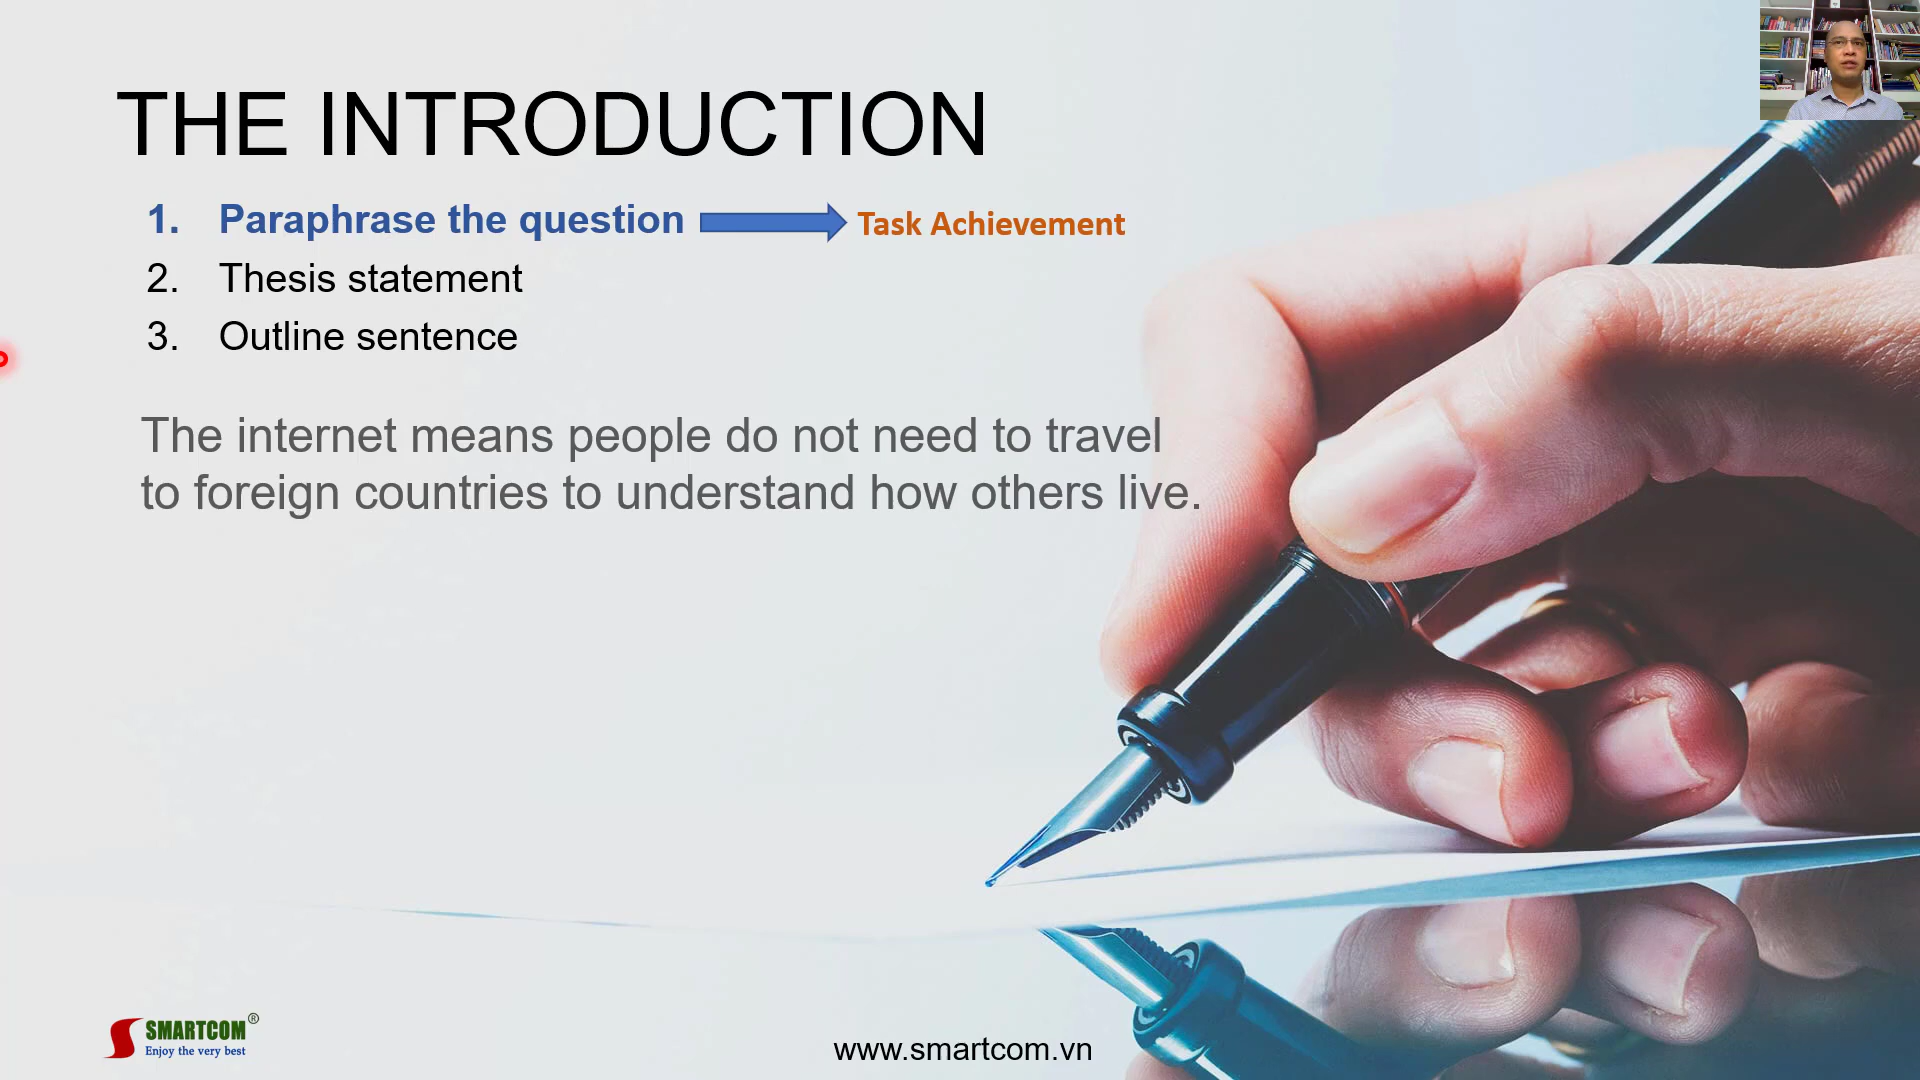 THE INTRODUCTION
1. Paraphrase the question
Task Achievement
2. Thesis statement
3. Outline sentence
The internet means people do not need to travel
to foreign countries to understand how others live.
SMARTCOM®
Enjoy the very best
www.smartcom.vn